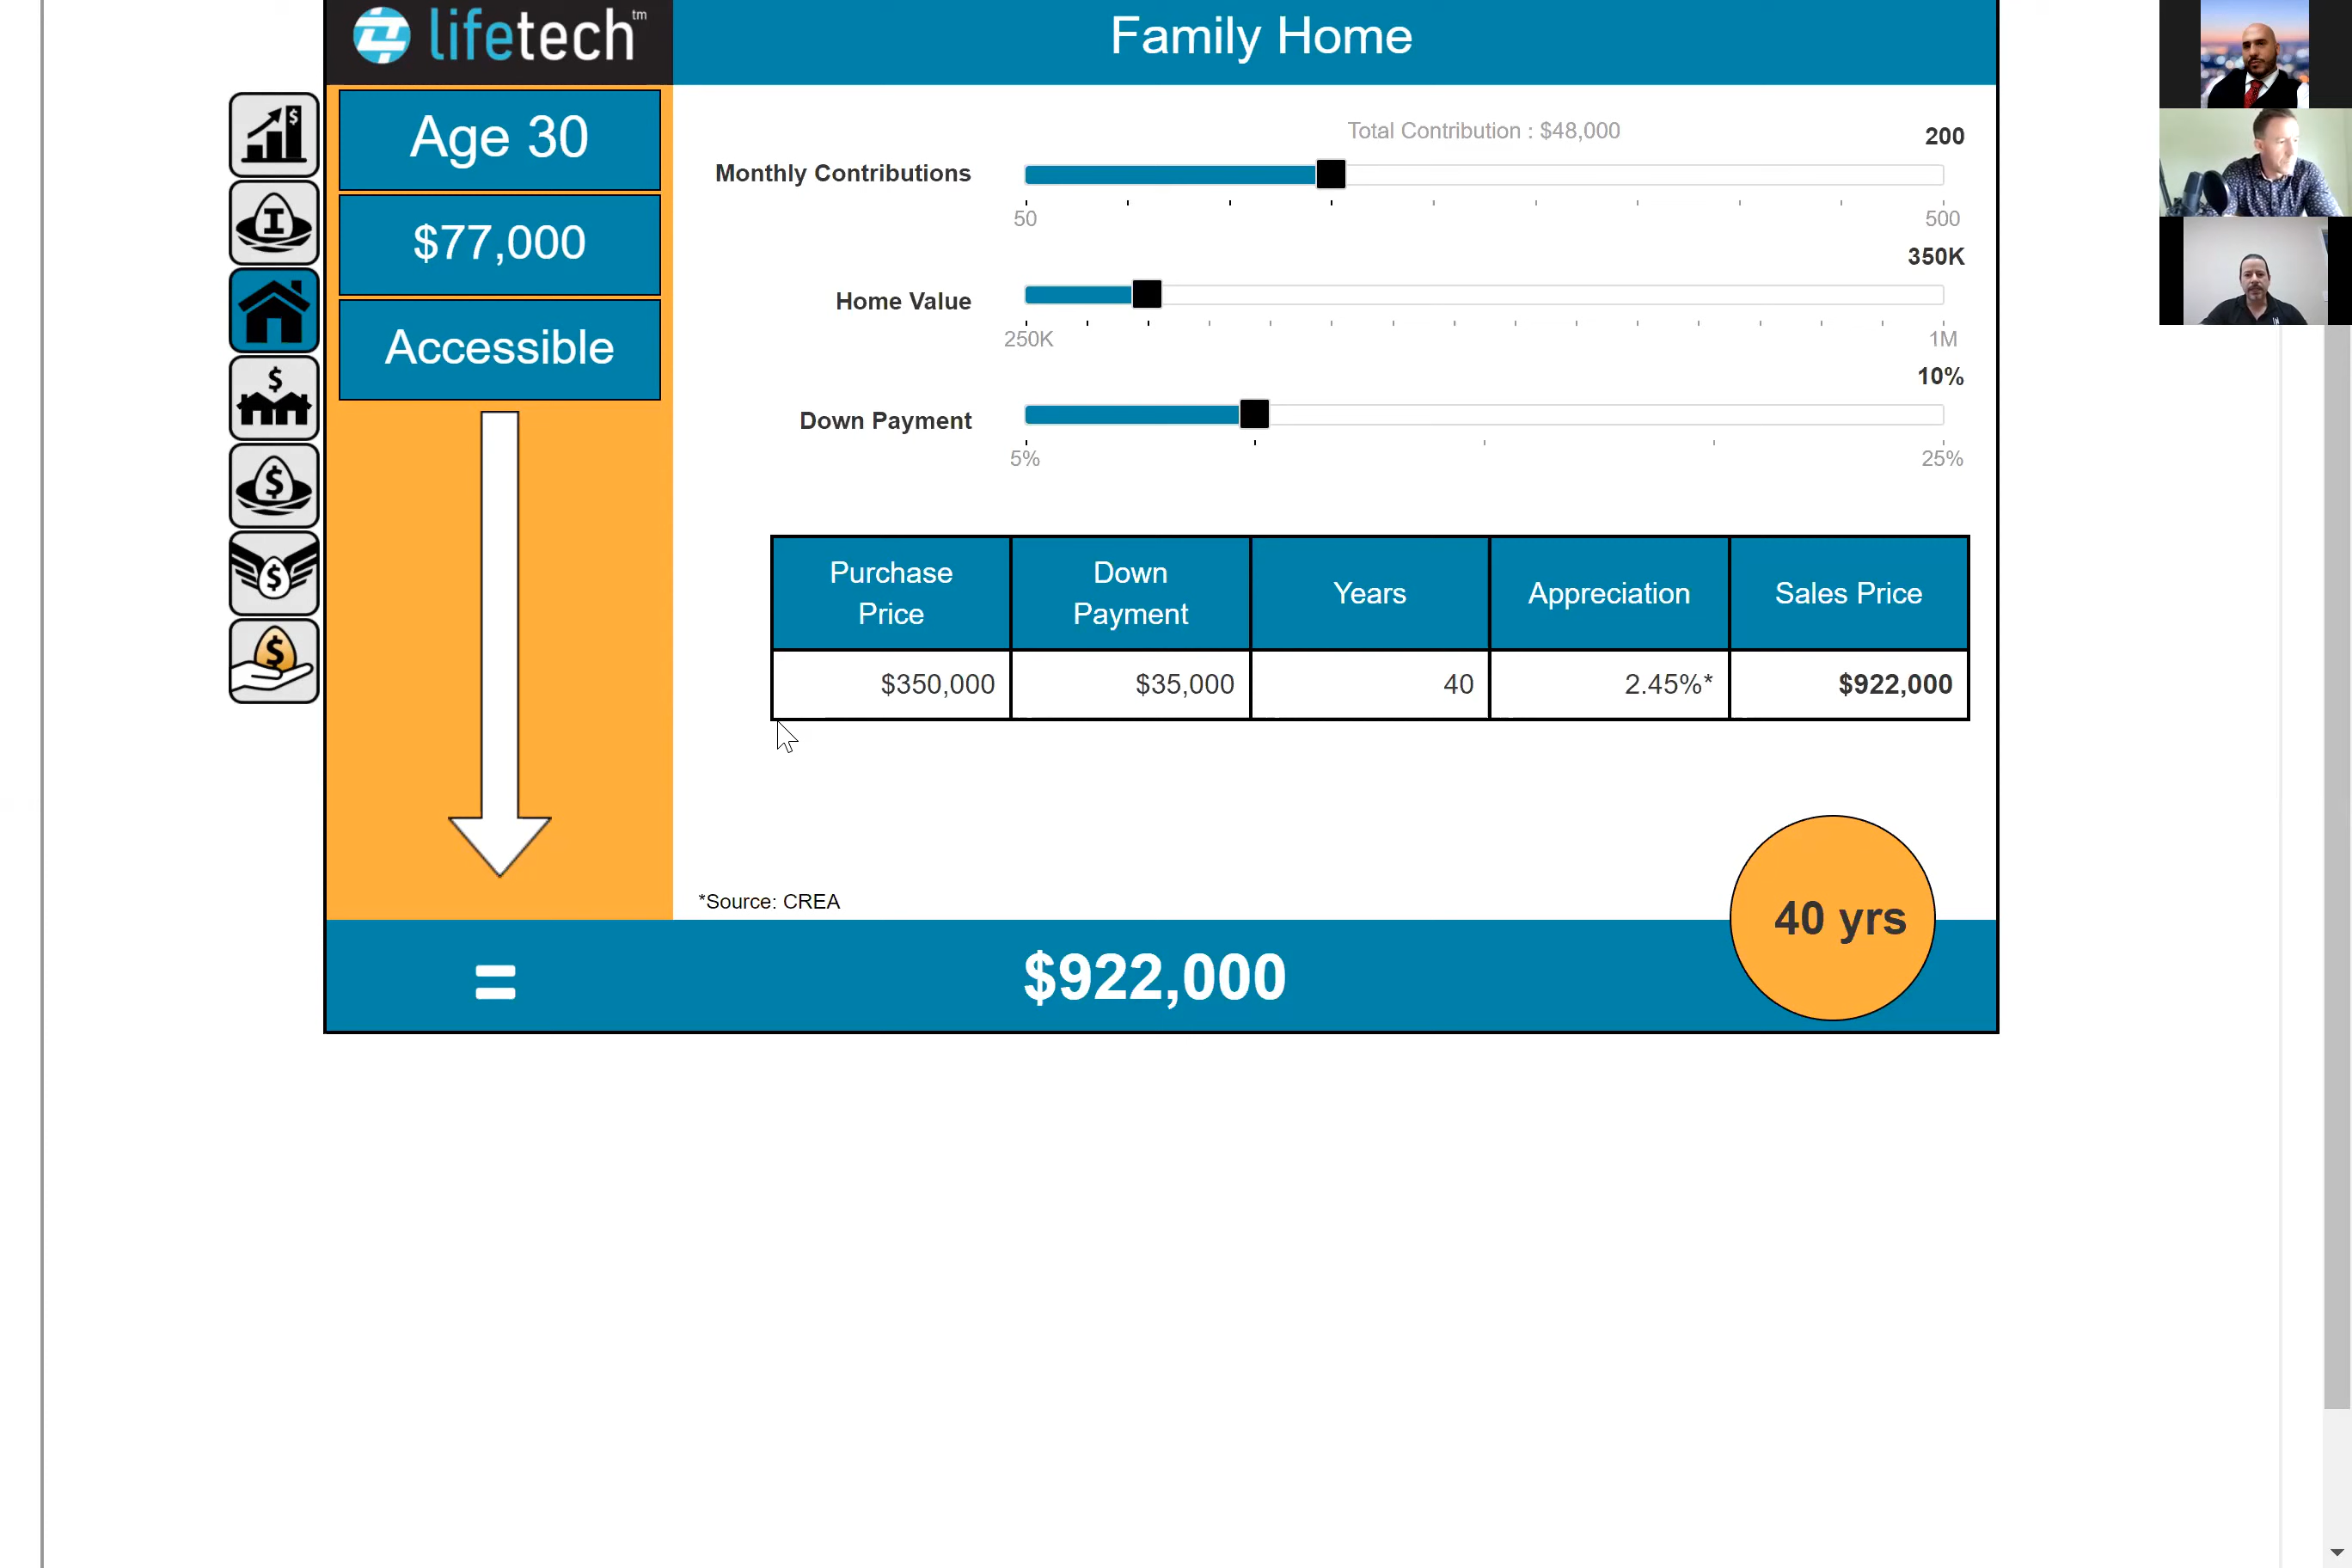 lifetech™
Family Home
Age 30
$77,000
Accessible
Total Contribution : $48,000
200
Monthly Contributions
50
500
350K
Home Value
250K
1M
10%
Down Payment
5%
25%
Purchase
Price
Down
Payment
Years
Appreciation
Sales Price
$350,000
$35,000
40
2.45%*
$922,000
*Source: CREA
40 yrs
=
$922,000